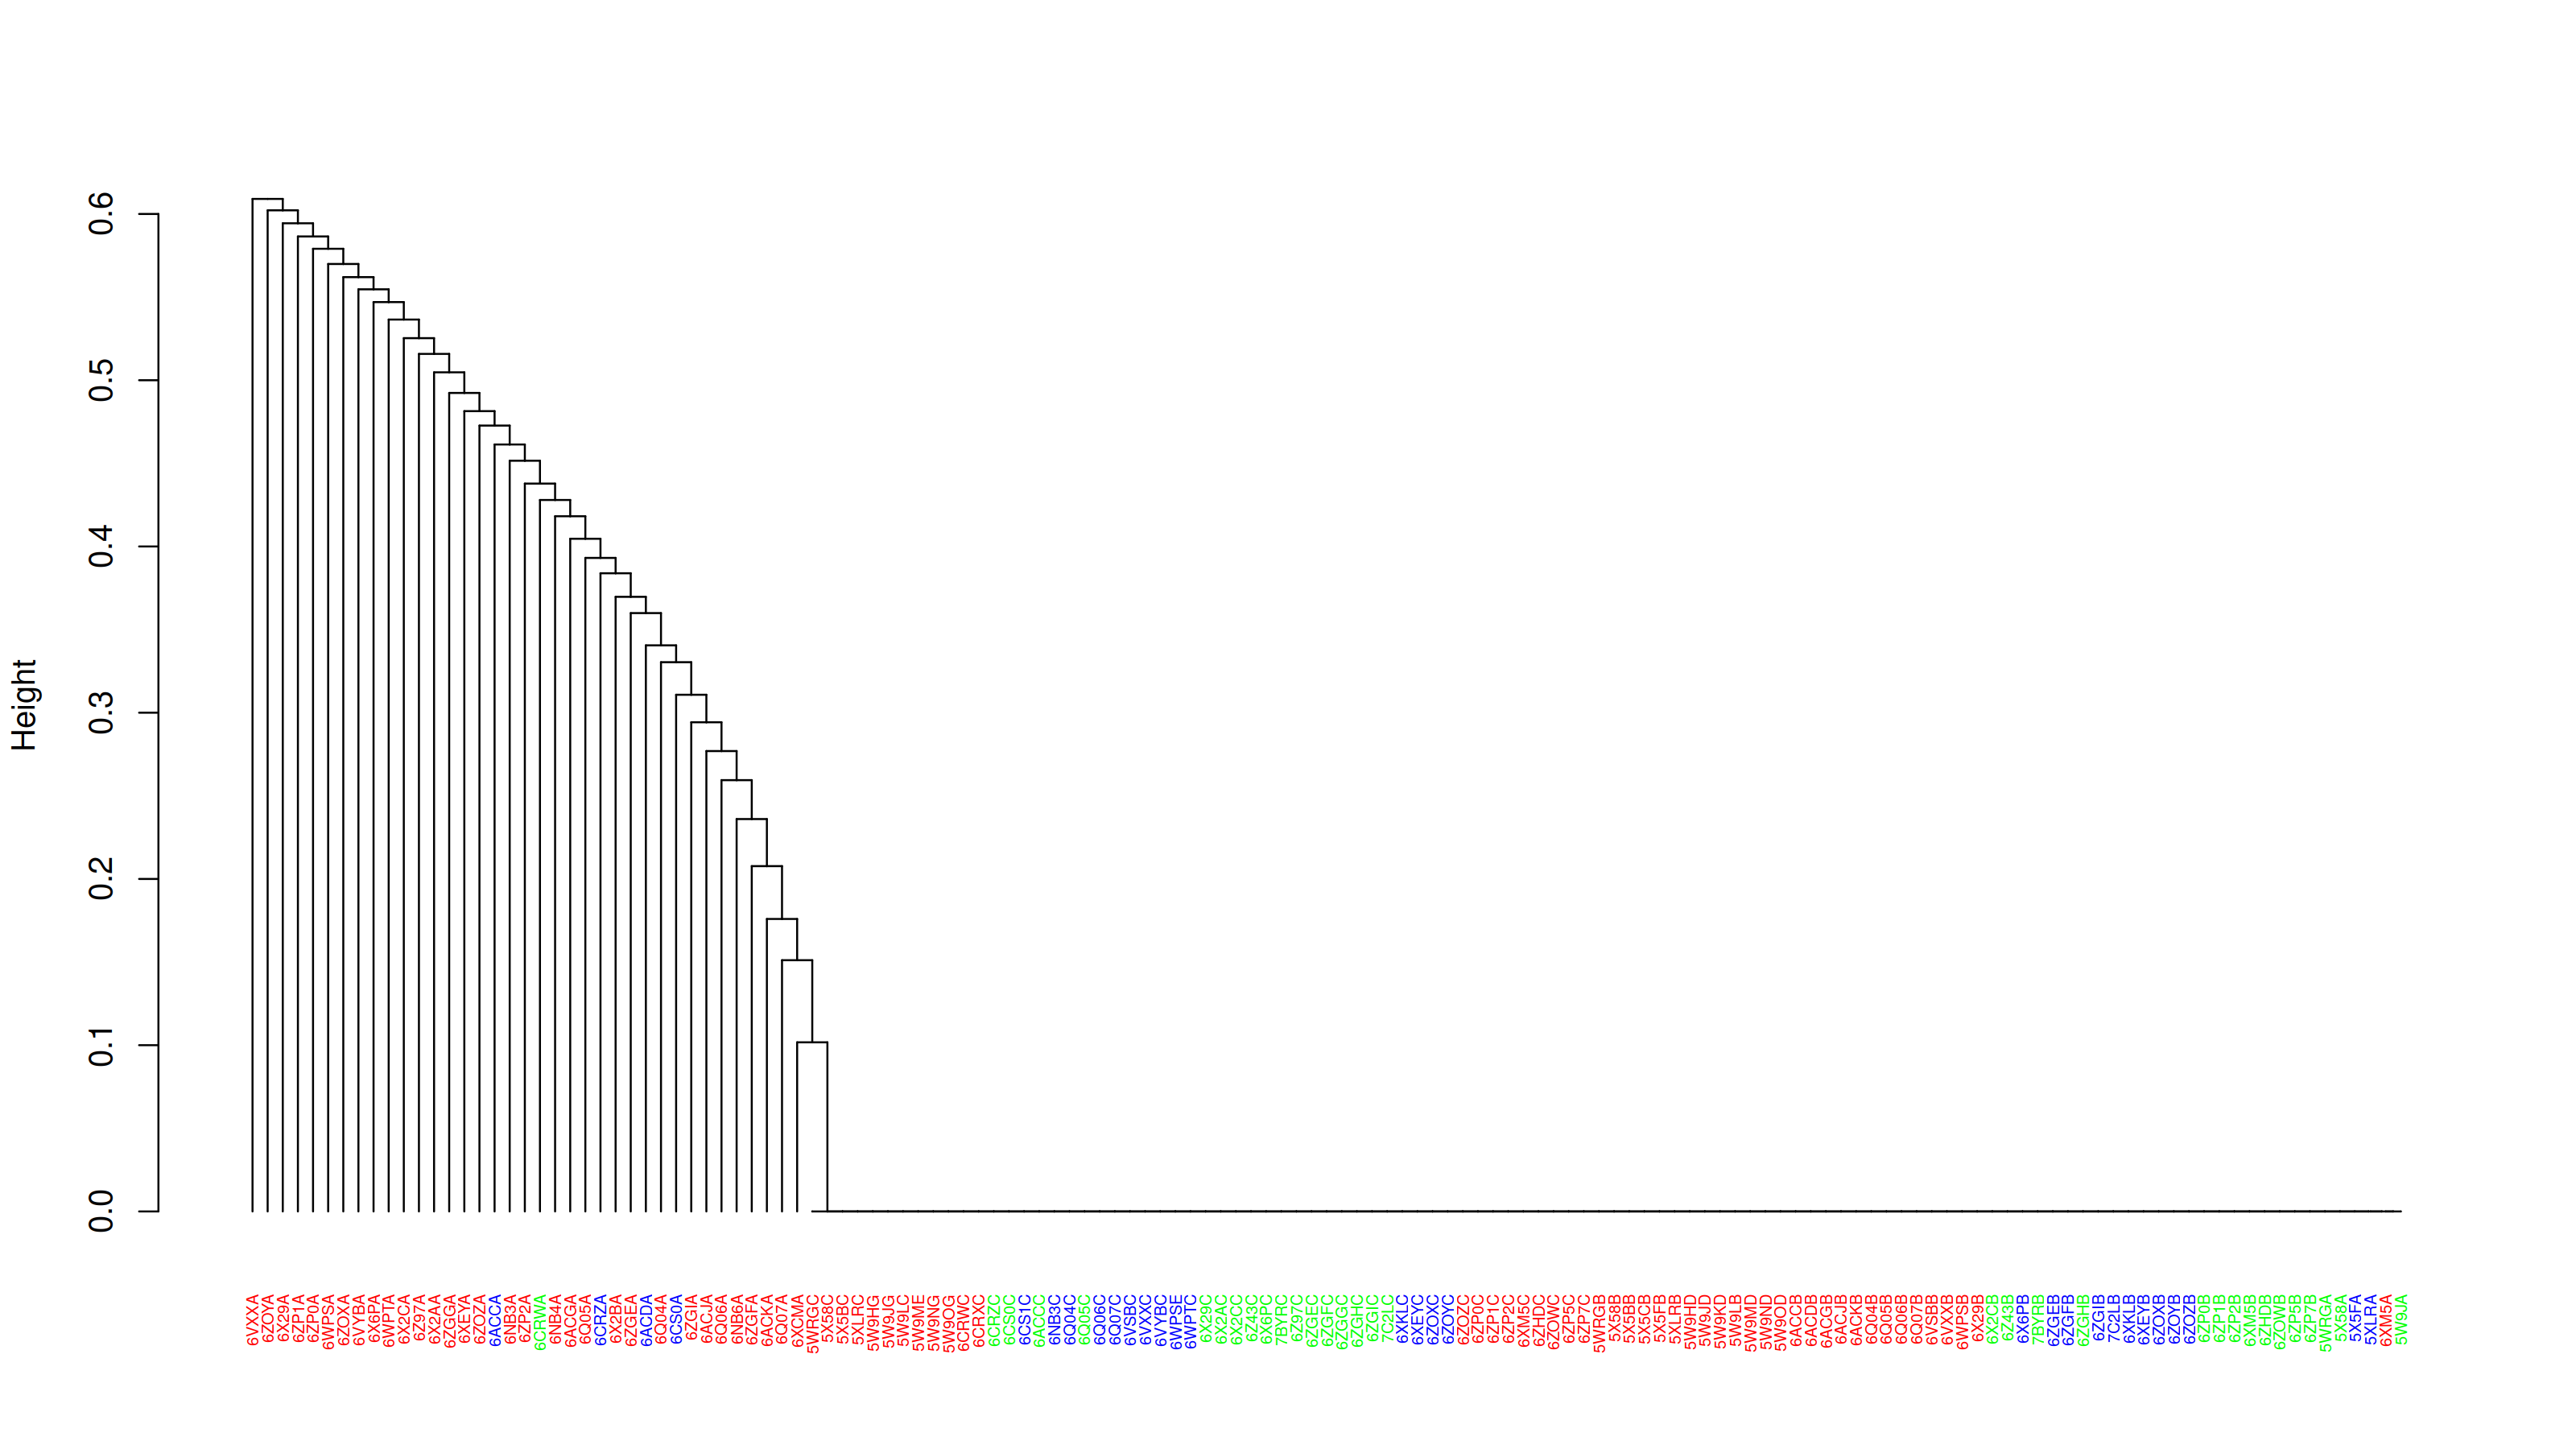 Height
0.6
0.5
0.4
0.3
0.2
0.1
0.0
6VXXA
6ZOYA
6X29A
6ZP1A
6ZP0A
6WPSA
6ZOXA
6VYBA
6X6PA
6WPTA
6X2CA
6Z97A
6X2AA
6ZGGA
6XEYA
6ZOZA
6ACCA
6NB3A
6ZP2A
6CRWA
6NB4A
6ACGA
6Q05A
6CRZA
6X2BA
6ZGEA
6ACDA
6Q04A
6CS0A
6ZGIA
6ACJA
6Q06A
6NB6A
6ZGFA
6ACKA
6Q07A
6XCMA
5WRGC
5X58C
5X5BC
5XLRC
5W9HG
5W9JG
5W9LC
5W9ME
5W9NG
5W9OG
6CRWC
6CRXC
6CRZC
6CS0C
6CS1C
6ACCC
6NB3C
6Q04C
6Q05C
6Q06C
6Q07C
6VSBC
6VXXC
6VYBC
6WPSE
6WPTC
6X29C
6X2AC
6X2CC
6Z43C
6X6PC
7BYRC
6Z97C
6ZGEC
6ZGFC
6ZGGC
6ZGHC
6ZGIC
7C2LC
6XKLC
6XEYC
6ZOXC
6ZOYC
6ZOZC
6ZP0C
6ZP1C
6ZP2C
6XM5C
6ZHDC
6ZOWC
6ZP5C
6ZP7C
5WRGB
5X58B
5X5BB
5X5CB
5X5FB
5XLRB
5W9HD
5W9JD
5W9KD
5W9LB
5W9MD
5W9ND
5W9OD
6ACCB
6ACDB
6ACGB
6ACJB
6ACKB
6Q04B
6Q05B
6Q06B
6Q07B
6VSBB
6VXXB
6WPSB
6X29B
6X2CB
6Z43B
6X6PB
7BYRB
6ZGEB
6ZGFB
6ZGHB
6ZGIB
7C2LB
6XKLB
6XEYB
6ZOXB
6ZOYB
6ZOZB
6ZP0B
6ZP1B
6ZP2B
6XM5B
6ZHDB
6ZOWB
6ZP5B
6ZP7B
5WRGA
5X58A
5X5FA
5XLRA
6XM5A
5W9JA